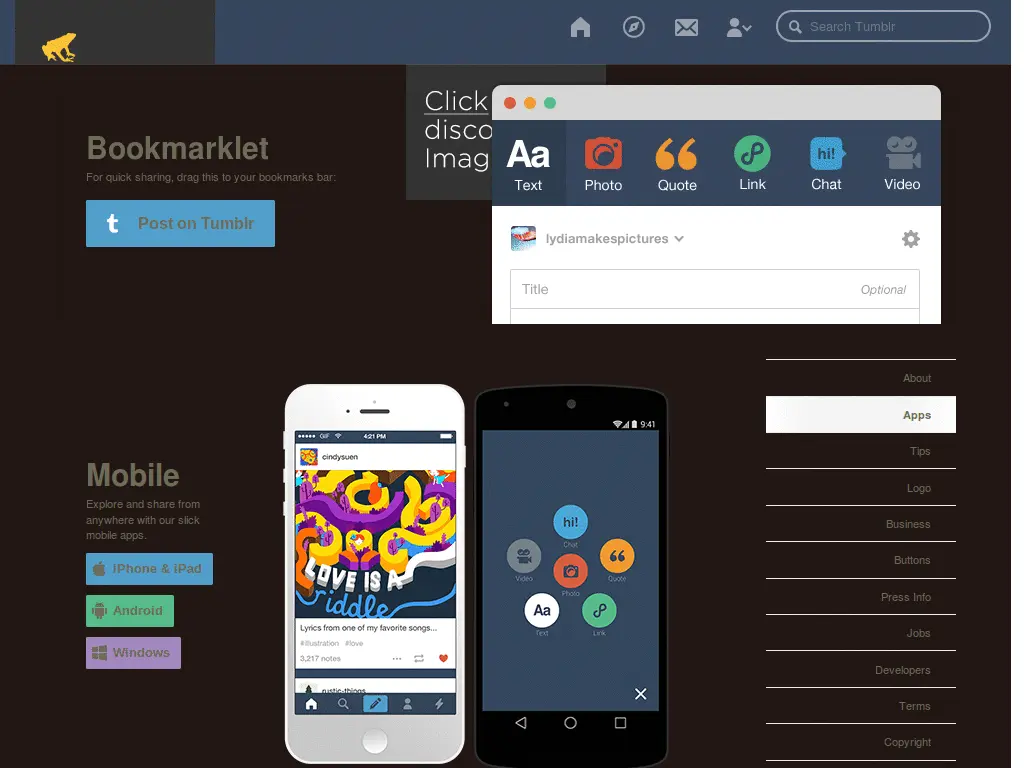 Search Tumblr
Click
disco
Imag
Bookmarklet
For quick sharing, drag this to your bookmarks bar:
t Post on Tumblr
Aa
Text
Photo
Quote
Link
hi!
Chat
Video
lydiamakespictures
Title
Optional
Mobile
Explore and share from
anywhere with our slick
mobile apps.
iPhone & iPad
Android
Windows
GIF
4:21 PM
cindysuen
LOVE IS A
riddle
Lyrics from one of my favorite songs...
#illustration #love
3,217 notes
rustic-things
9:41
hi!
Chat
Video
Quote
Photo
Aa
Text
Link
About
Apps
Tips
Logo
Business
Buttons
Press Info
Jobs
Developers
Terms
Copyright